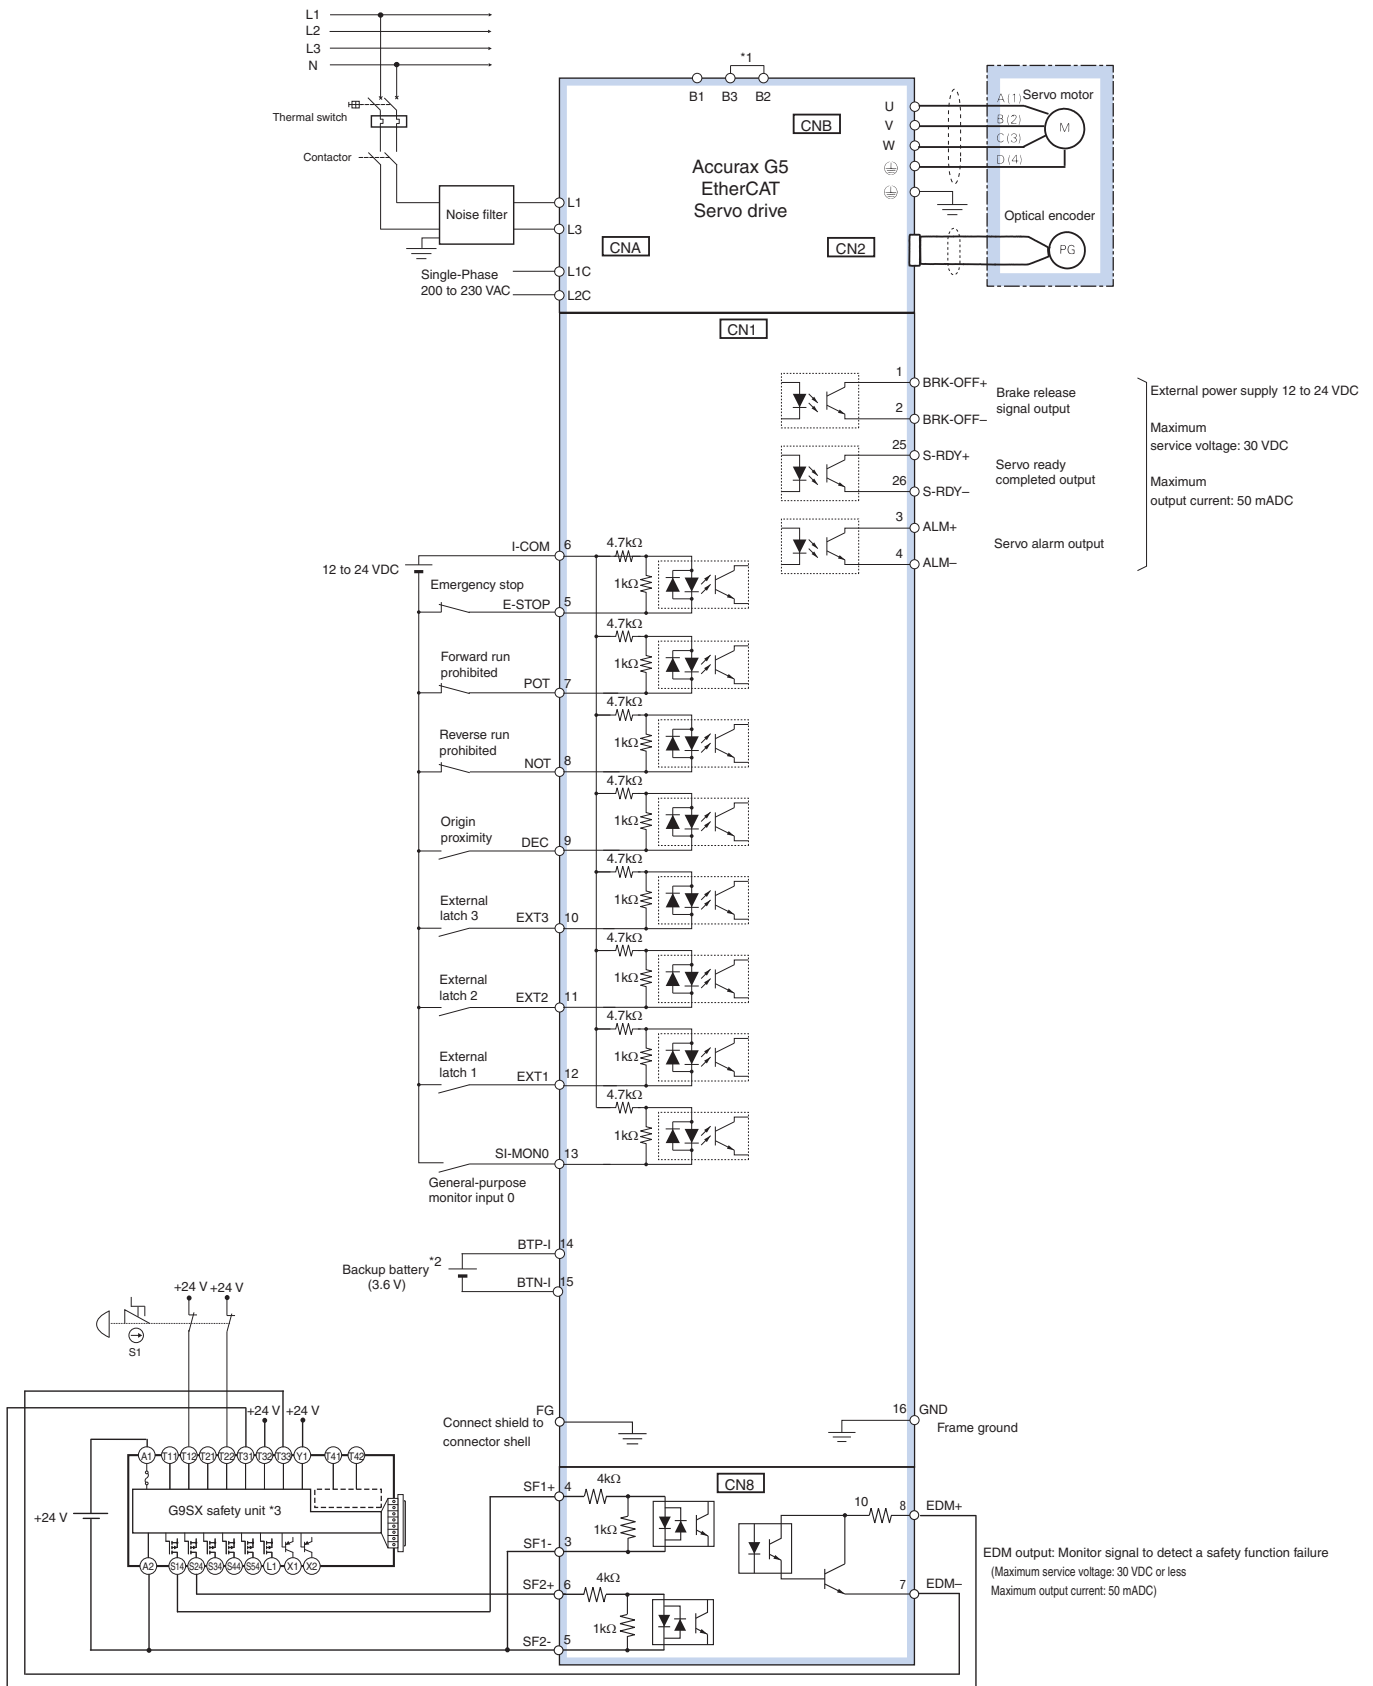 L1
L2
L3
N
Thermal switch
Contactor
Noise filter
Single-Phase
200 to 230 VAC
L1
L3
L1C
L2C
*1
B1 B3 B2
CNB
Accurax G5
EtherCAT
Servo drive
CNA
CN2
U
V
W
A (1)
B (2)
C (3)
D (4)
Servo motor
M
Optical encoder
PG
CN1
1 BRK-OFF+
2 BRK-OFF–
Brake release
signal output
25 S-RDY+
26 S-RDY–
Servo ready
completed output
3 ALM+
4 ALM–
Servo alarm output
External power supply 12 to 24 VDC
Maximum
service voltage: 30 VDC
Maximum
output current: 50 mADC
12 to 24 VDC
I-COM 6
4.7kΩ
1kΩ
Emergency stop
E-STOP 5
4.7kΩ
1kΩ
Forward run
prohibited
POT 7
4.7kΩ
1kΩ
Reverse run
prohibited
NOT 8
4.7kΩ
1kΩ
Origin
proximity
DEC 9
4.7kΩ
1kΩ
External
latch 3
EXT3 10
4.7kΩ
1kΩ
External
latch 2
EXT2 11
4.7kΩ
1kΩ
External
latch 1
EXT1 12
4.7kΩ
1kΩ
SI-MON0 13
General-purpose
monitor input 0
BTP-I 14
Backup battery *2
(3.6 V)
BTN-I 15
+24 V +24 V
S1
+24 V +24 V
A1 T11 T12 T21 T22 T31 T32 T33 Y1 T41 T42
G9SX safety unit *3
+24 V
A2 S14 S24 S34 S44 S54 L1 X1 X2
FG
Connect shield to
connector shell
16 GND
Frame ground
CN8
SF1+ 4
4kΩ
1kΩ
SF1- 3
SF2+ 6
4kΩ
1kΩ
SF2- 5
10 8 EDM+
7 EDM–
EDM output: Monitor signal to detect a safety function failure
(Maximum service voltage: 30 VDC or less
Maximum output current: 50 mADC)